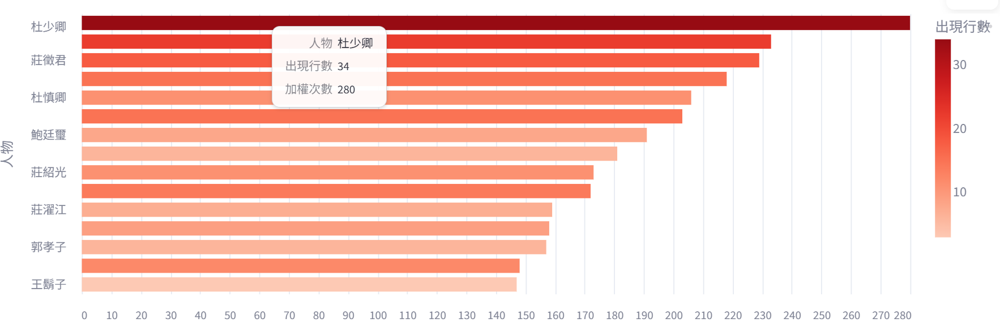 出現行數
杜少卿
人物 杜少卿
莊徵君
出現行數 34
30
加權次數 280
杜慎卿
20
鮑廷璽
人物
莊紹光
10
莊濯江
郭孝子
王鬍子
0 10 20 30 40 50 60 70 80 90 100 110 120 130 140 150 160 170 180 190 200 210 220 230 240 250 260 270 280